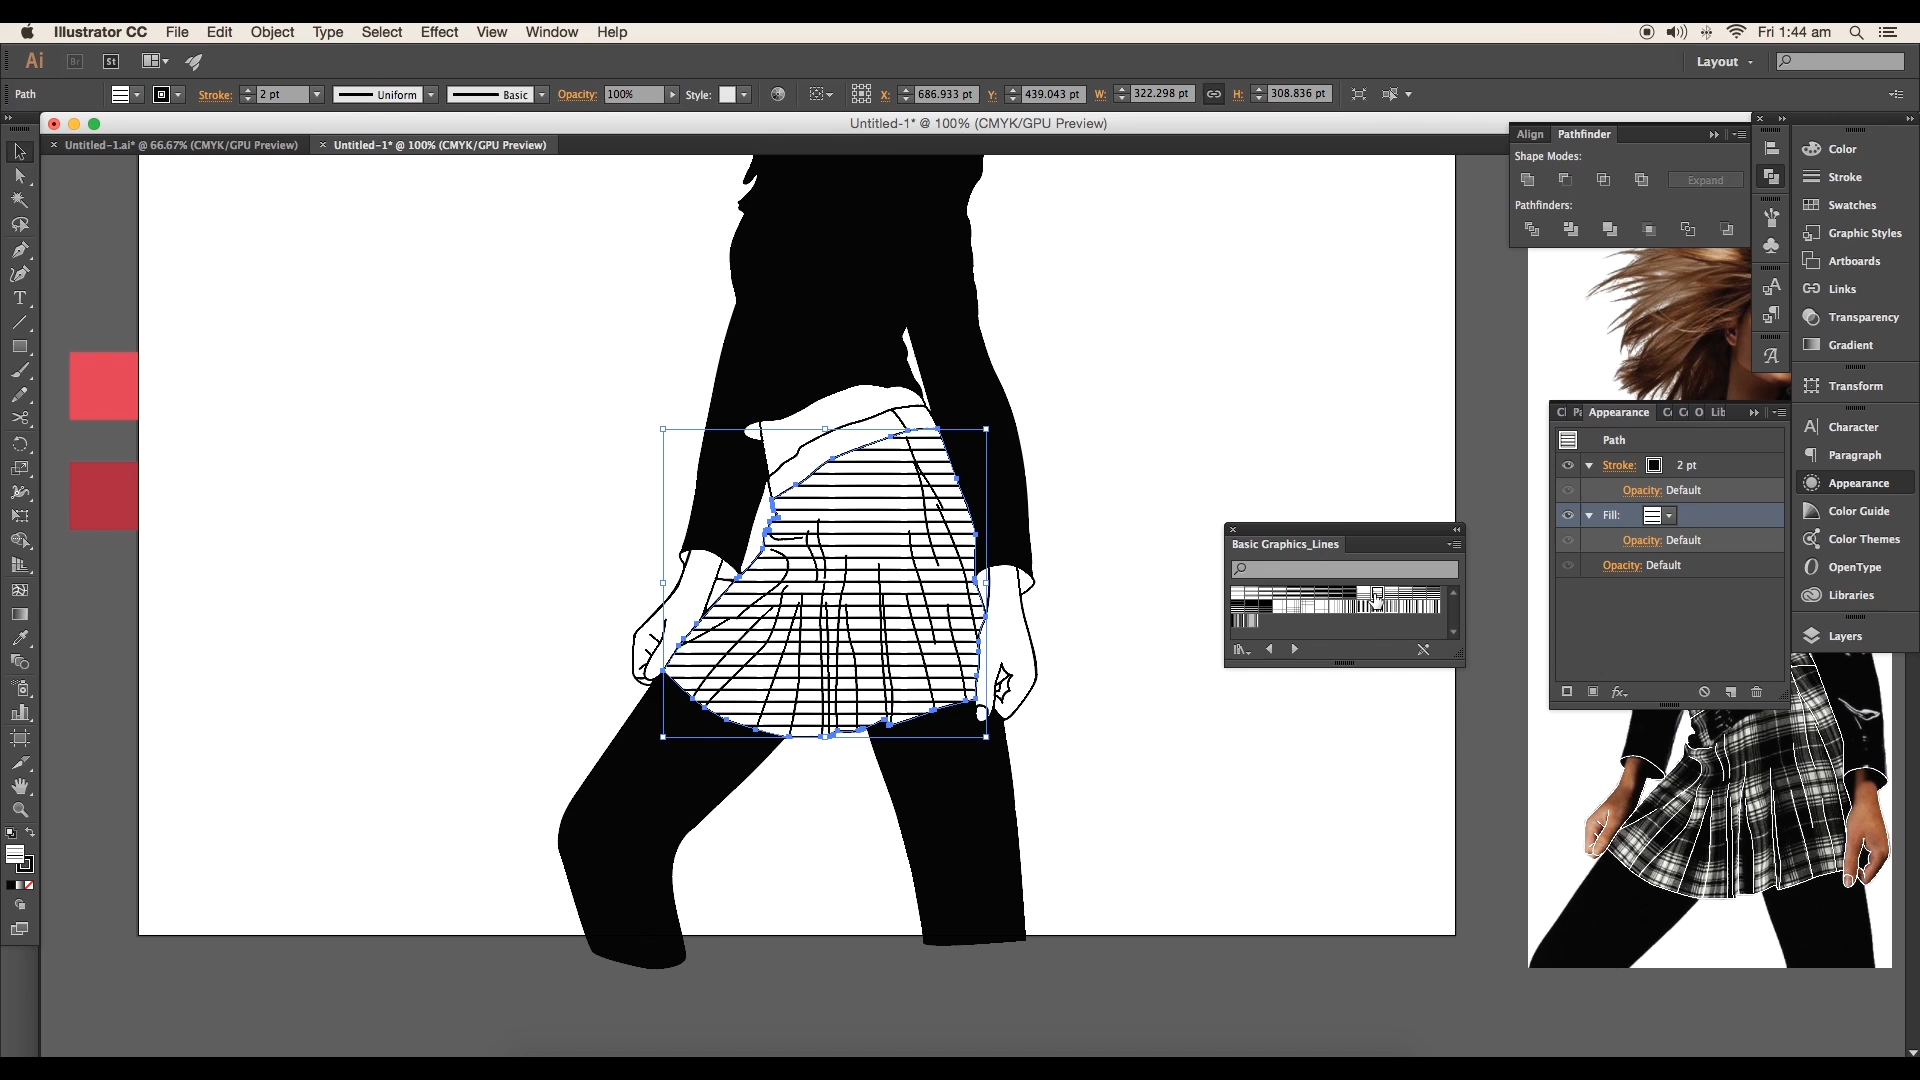 Illustrator CC File Edit Object Type Select Effect View Window Help Fri 1:44 am
Ai Br St Layout
Path Stroke: 2 pt Uniform Basic Opacity: 100% Style: X: 686.933 pt Y: 439.043 pt W: 322.298 pt H: 308.836 pt
Untitled-1* @ 100% (CMYK/GPU Preview)
Untitled-1.ai* @ 66.67% (CMYK/GPU Preview) Untitled-1* @ 100% (CMYK/GPU Preview)
Align Pathfinder
Shape Modes:
Expand
Pathfinders:
Color
Stroke
Swatches
Graphic Styles
Artboards
Links
Transparency
Gradient
Transform
Character
Paragraph
Appearance
Color Guide
Color Themes
OpenType
Libraries
Layers
Appearance O Lib
Path
Stroke: 2 pt
Opacity: Default
Fill:
Opacity: Default
Opacity: Default
fx
Basic Graphics_Lines